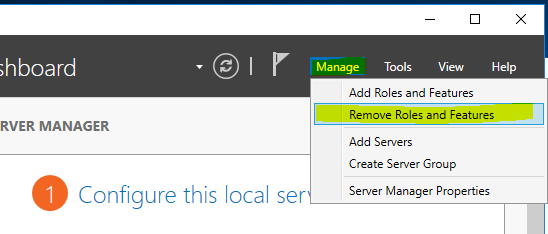 shboard
Manage Tools View Help
Add Roles and Features
Remove Roles and Features
Add Servers
Create Server Group
Server Manager Properties
RVER MANAGER
1 Configure this local serv